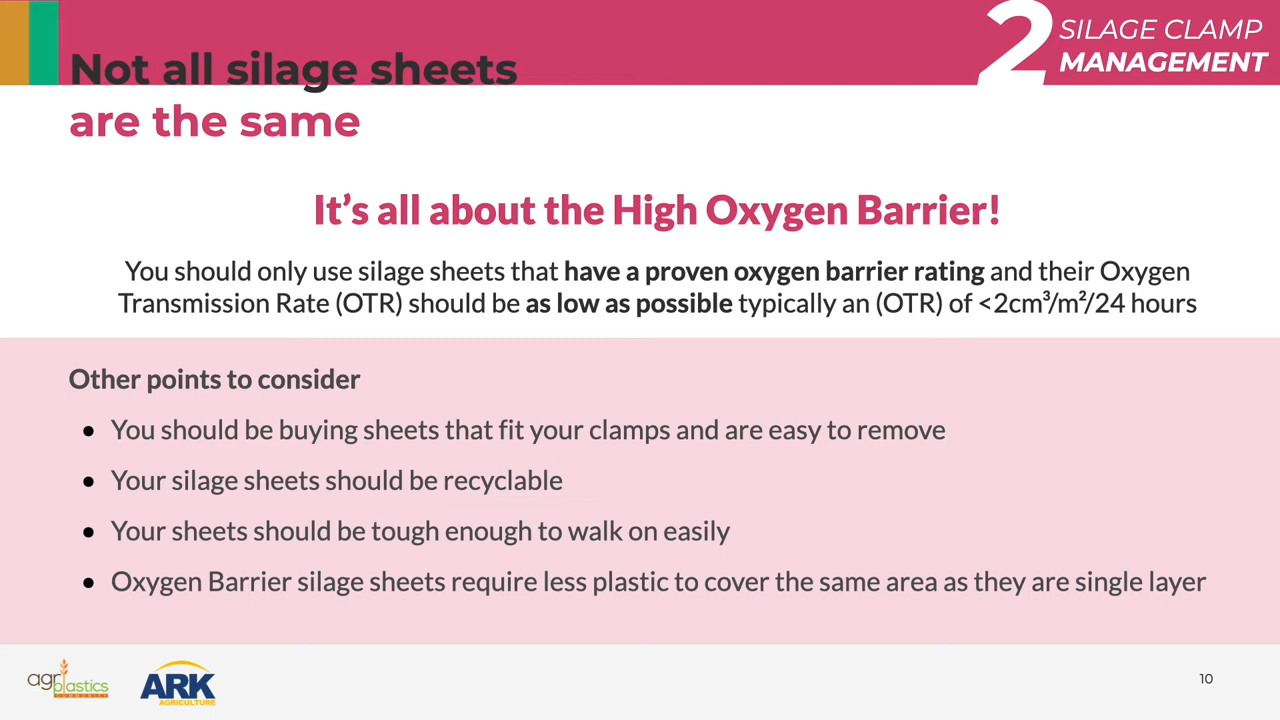 Not all silage sheets
are the same
2
SILAGE CLAMP
MANAGEMENT
It's all about the High Oxygen Barrier!
You should only use silage sheets that have a proven oxygen barrier rating and their Oxygen
Transmission Rate (OTR) should be as low as possible typically an (OTR) of <2cm³/m²/24 hours
Other points to consider
• You should be buying sheets that fit your clamps and are easy to remove
• Your silage sheets should be recyclable
• Your sheets should be tough enough to walk on easily
• Oxygen Barrier silage sheets require less plastic to cover the same area as they are single layer
agriplastics
COMMUNITY
ARK
AGRICULTURE
10